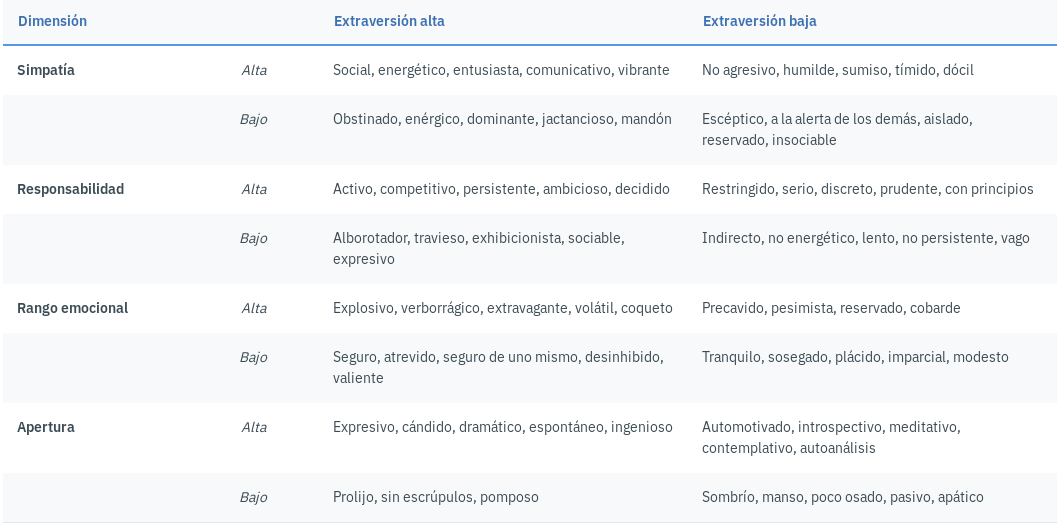 Dimensión Extraversión alta Extraversión baja
Simpatía Alta Social, energético, entusiasta, comunicativo, vibrante No agresivo, humilde, sumiso, tímido, dócil
Bajo Obstinado, enérgico, dominante, jactancioso, mandón Escéptico, a la alerta de los demás, aislado,
reservado, insociable
Responsabilidad Alta Activo, competitivo, persistente, ambicioso, decidido Restringido, serio, discreto, prudente, con principios
Bajo Alborotador, travieso, exhibicionista, sociable, Indirecto, no energético, lento, no persistente, vago
expresivo
Rango emocional Alta Explosivo, verborrágico, extravagante, volátil, coqueto Precavido, pesimista, reservado, cobarde
Bajo Seguro, atrevido, seguro de uno mismo, desinhibido, Tranquilo, sosegado, plácido, imparcial, modesto
valiente
Apertura Alta Expresivo, cándido, dramático, espontáneo, ingenioso Automotivado, introspectivo, meditativo,
contemplativo, autoanálisis
Bajo Prolijo, sin escrúpulos, pomposo Sombrío, manso, poco osado, pasivo, apático